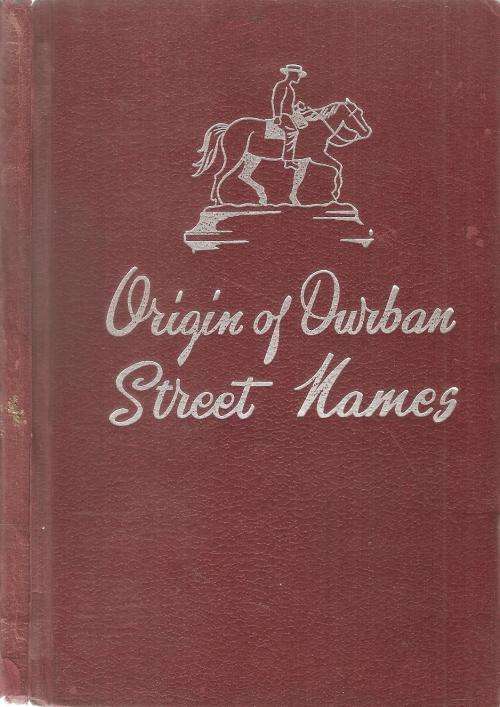 Origin of Durban
Street Names